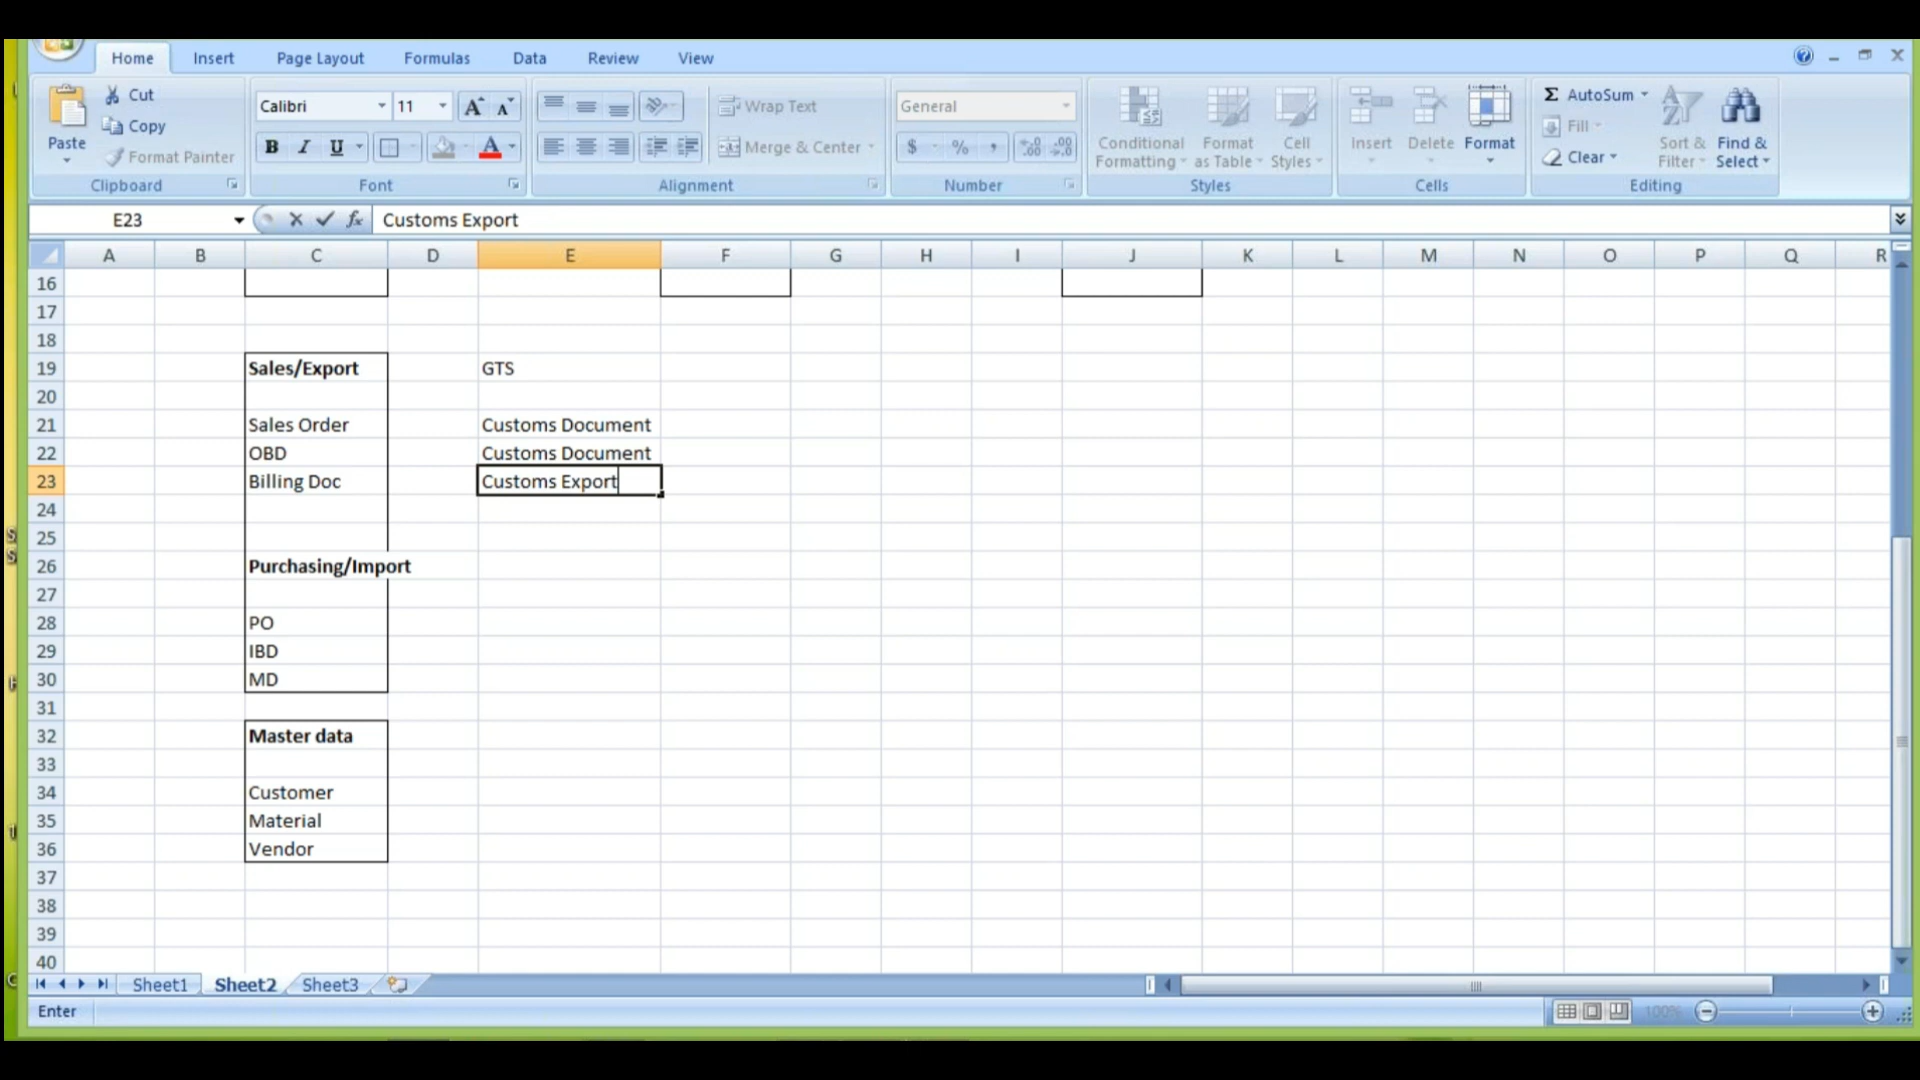 Home Insert Page Layout Formulas Data Review View
Cut
Copy
Format Painter
Paste
Clipboard
Calibri 11
B I U
Font
Wrap Text
Merge & Center
Alignment
General
$ % ,
Number
Conditional Formatting
Format as Table
Cell Styles
Styles
Insert Delete Format
Cells
Σ AutoSum
Fill
Clear
Sort & Filter
Find & Select
Editing
E23 fx Customs Export
A B C D E F G H I J K L M N O P Q R
16
17
18
19 Sales/Export GTS
20
21 Sales Order Customs Document
22 OBD Customs Document
23 Billing Doc Customs Export
24
25
26 Purchasing/Import
27
28 PO
29 IBD
30 MD
31
32 Master data
33
34 Customer
35 Material
36 Vendor
37
38
39
40
Sheet1 Sheet2 Sheet3
Enter 100%